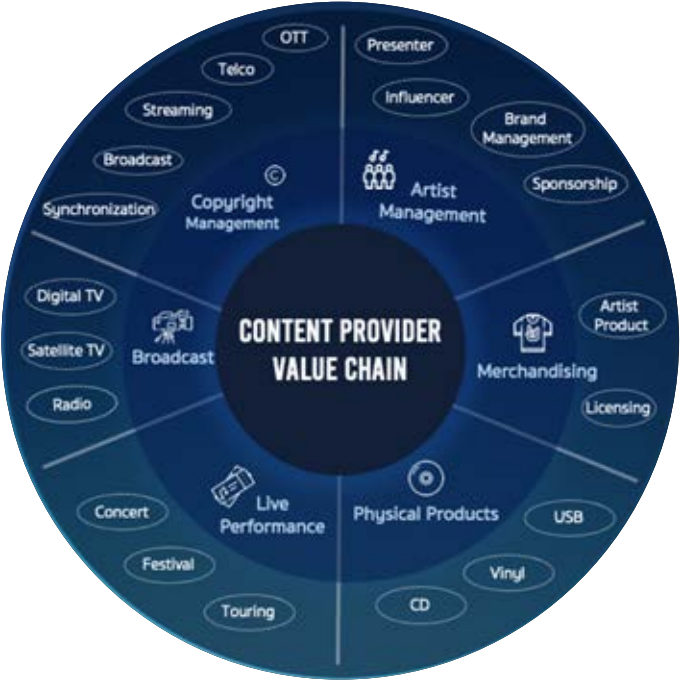 CONTENT PROVIDER
VALUE CHAIN
Copyright
Management
OTT
Telco
Streaming
Broadcast
Synchronization
Artist
Management
Presenter
Influencer
Brand
Management
Sponsorship
Merchandising
Artist
Product
Licensing
Physical Products
USB
Vinyl
CD
Live
Performance
Concert
Festival
Touring
Broadcast
Digital TV
Satellite TV
Radio
©